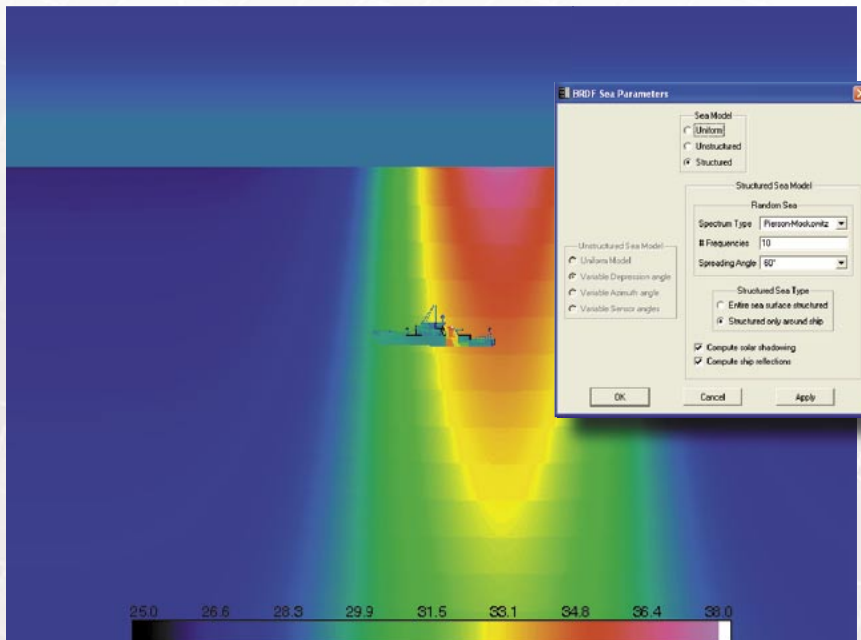 BRDF Sea Parameters
Sea Model
Uniform
Unstructured
Structured
Structured Sea Model
Random Sea
Spectrum Type Pierson-Moskowitz
# Frequencies 10
Spreading Angle 60°
Unstructured Sea Model
Uniform Model
Variable Depression angle
Variable Azimuth angle
Variable Sensor angles
Structured Sea Type
Entire sea surface structured
Structured only around ship
Compute solar shadowing
Compute ship reflections
OK Cancel Apply
25.0 26.6 28.3 29.9 31.5 33.1 34.8 36.4 38.0